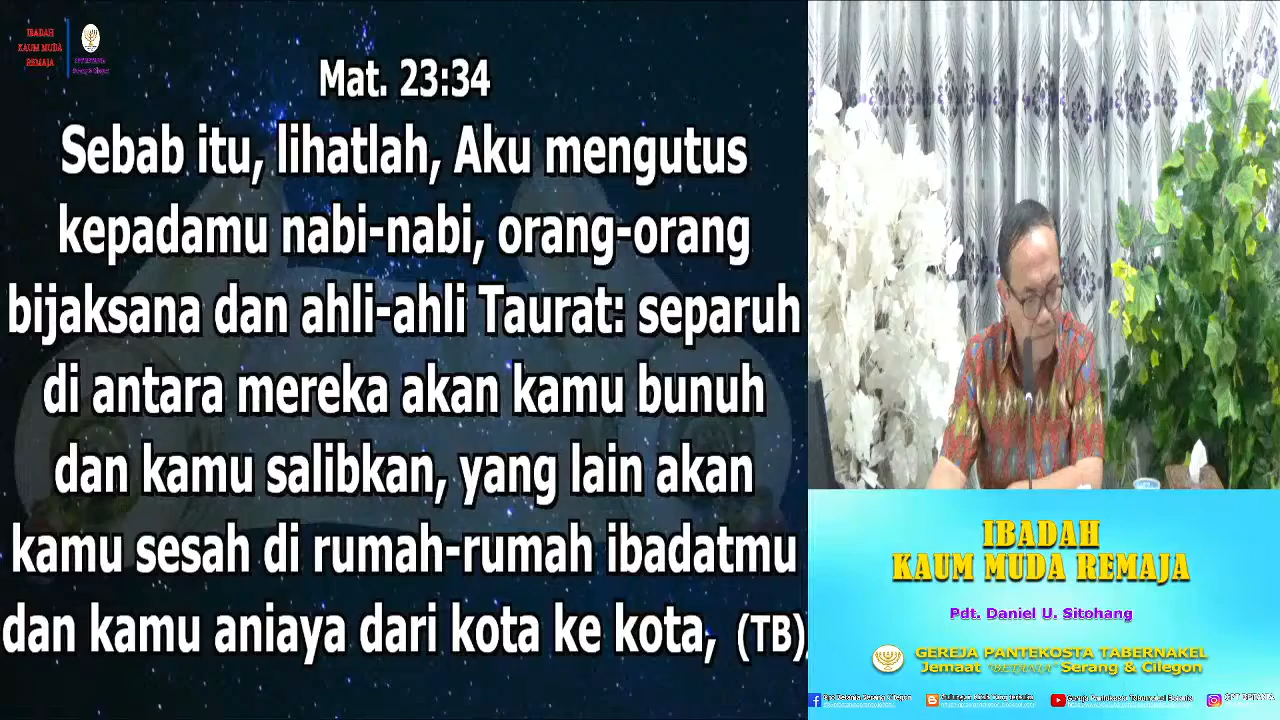 IBADAH
KAUM MUDA
REMAJA
Serang & Cilegon
Mat. 23:34
Sebab itu, lihatlah, Aku mengutus
kepadamu nabi-nabi, orang-orang
bijaksana dan ahli-ahli Taurat: separuh
di antara mereka akan kamu bunuh
dan kamu salibkan, yang lain akan
kamu sesah di rumah-rumah ibadatmu
dan kamu aniaya dari kota ke kota, (TB)
IBADAH
KAUM MUDA REMAJA
Pdt. Daniel U. Sitohang
GEREJA PANTEKOSTA TABERNAKEL
Jemaat "BETANIA" Serang & Cilegon